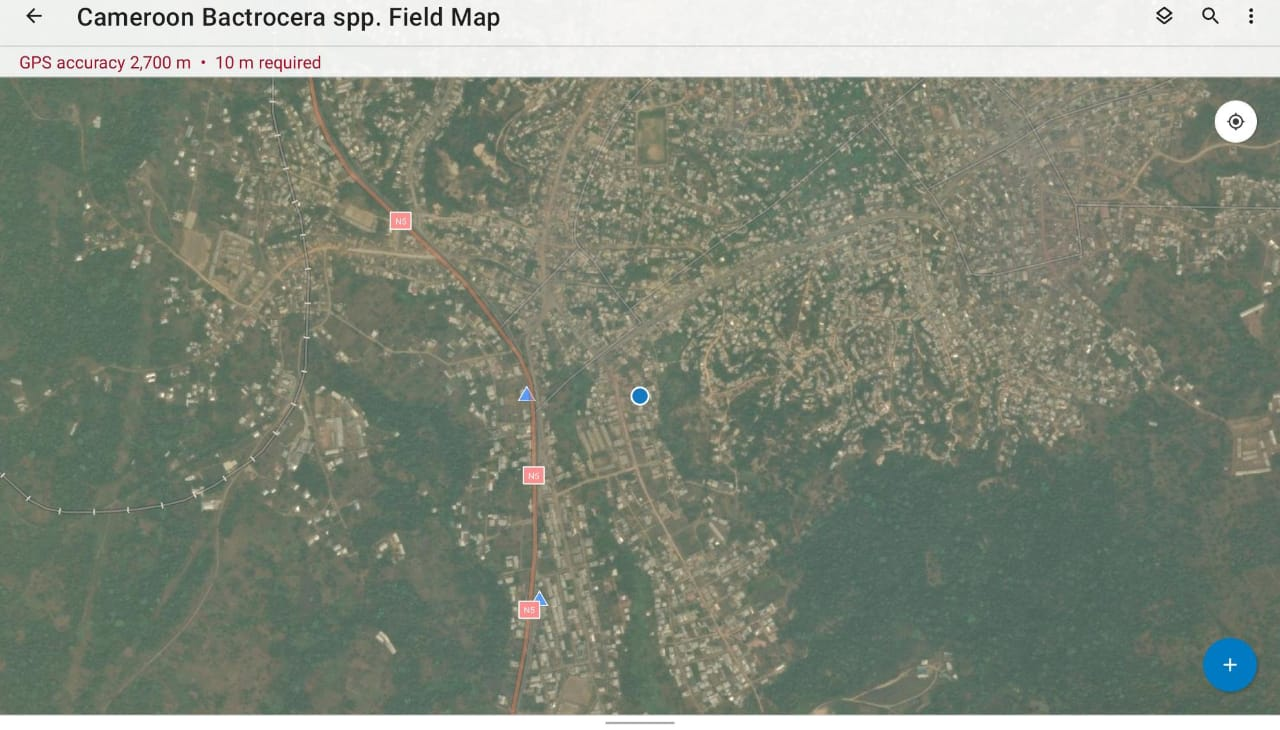 Cameroon Bactrocera spp. Field Map
GPS accuracy 2,700 m • 10 m required
N5
N5
N5